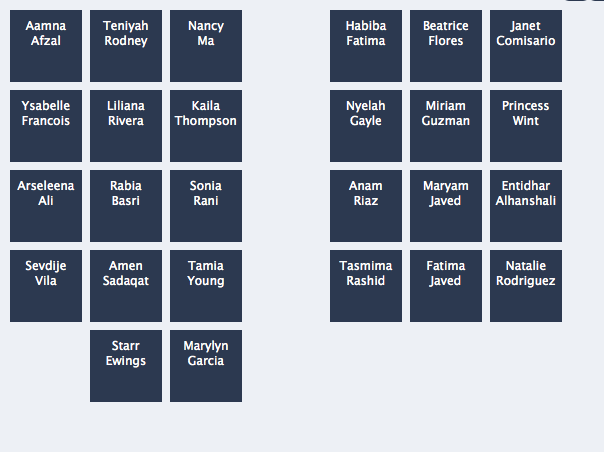 Aamna
Afzal
Teniyah
Rodney
Nancy
Ma
Habiba
Fatima
Beatrice
Flores
Janet
Comisario
Ysabelle
Francois
Liliana
Rivera
Kaila
Thompson
Nyelah
Gayle
Miriam
Guzman
Princess
Wint
Arseleena
Ali
Rabia
Basri
Sonia
Rani
Anam
Riaz
Maryam
Javed
Entidhar
Alhanshali
Sevdije
Vila
Amen
Sadaqat
Tamia
Young
Tasmima
Rashid
Fatima
Javed
Natalie
Rodriguez
Starr
Ewings
Marylyn
Garcia